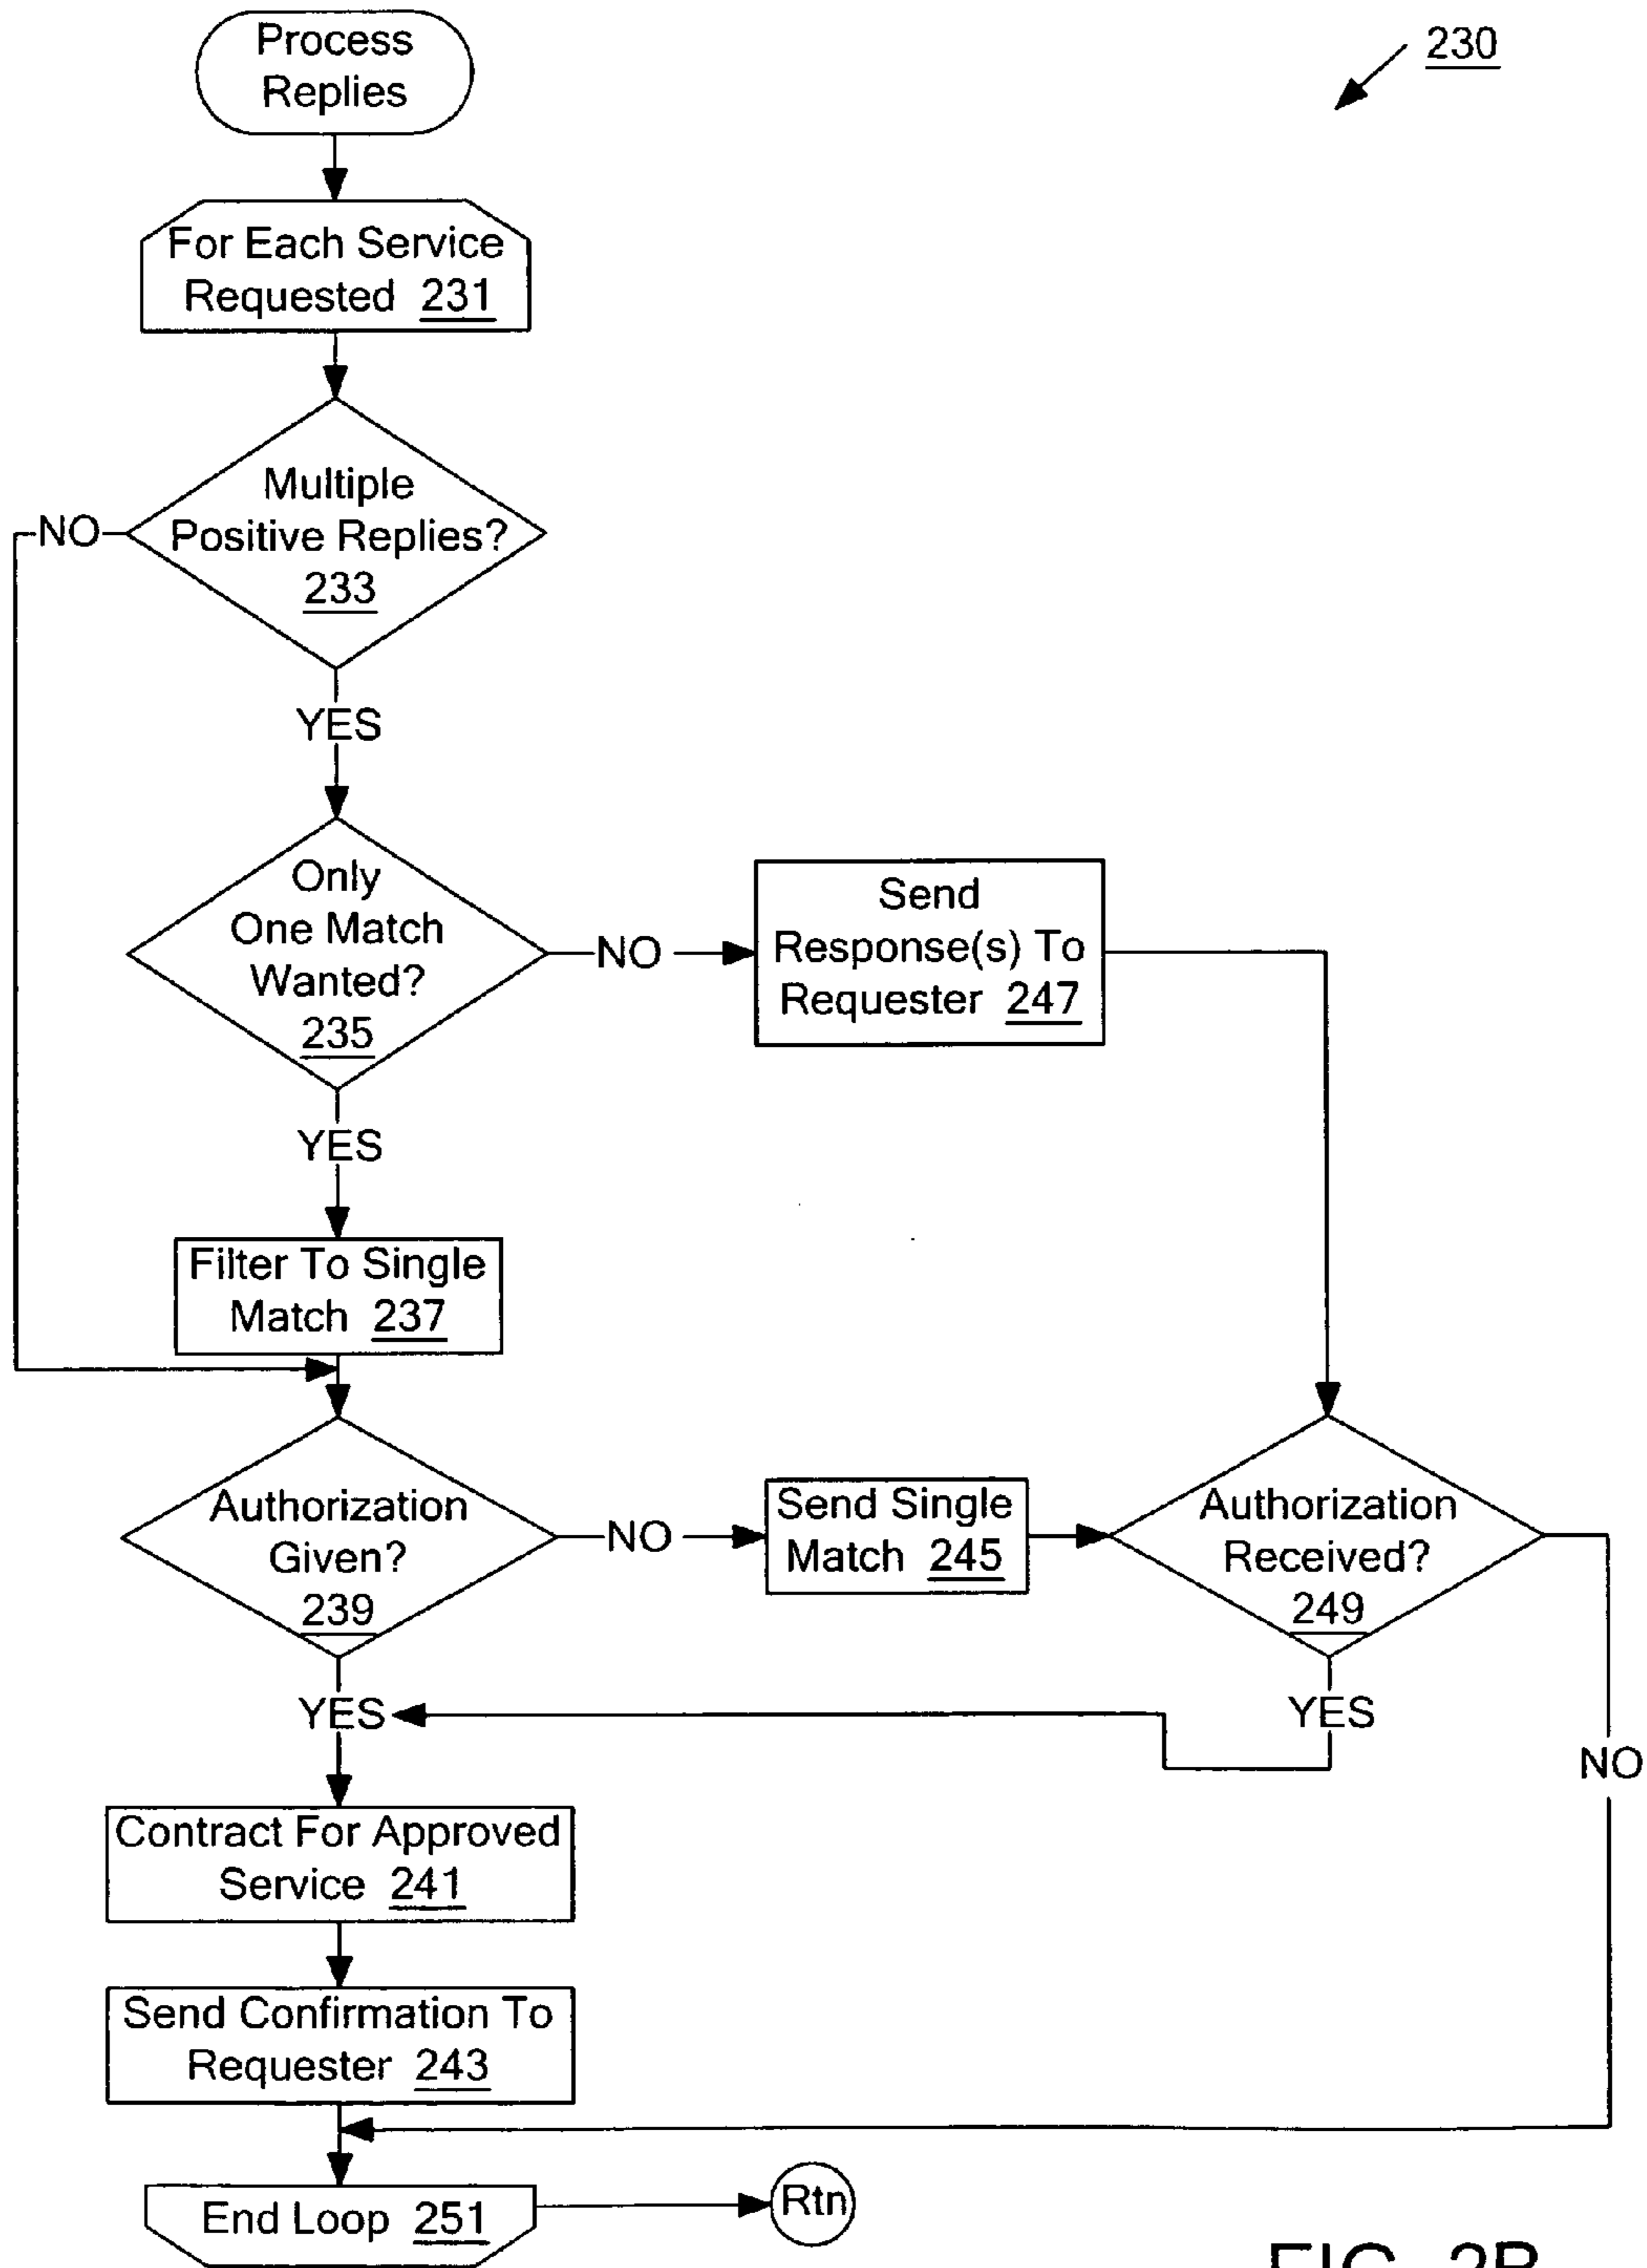 Process
Replies
230
For Each Service
Requested 231
Multiple
Positive Replies?
233
NO
YES
Only
One Match
Wanted?
235
NO
Send
Response(s) To
Requester 247
YES
Filter To Single
Match 237
Authorization
Given?
239
NO
Send Single
Match 245
Authorization
Received?
249
YES
YES
NO
Contract For Approved
Service 241
Send Confirmation To
Requester 243
End Loop 251
Rtn
FIG. 2B